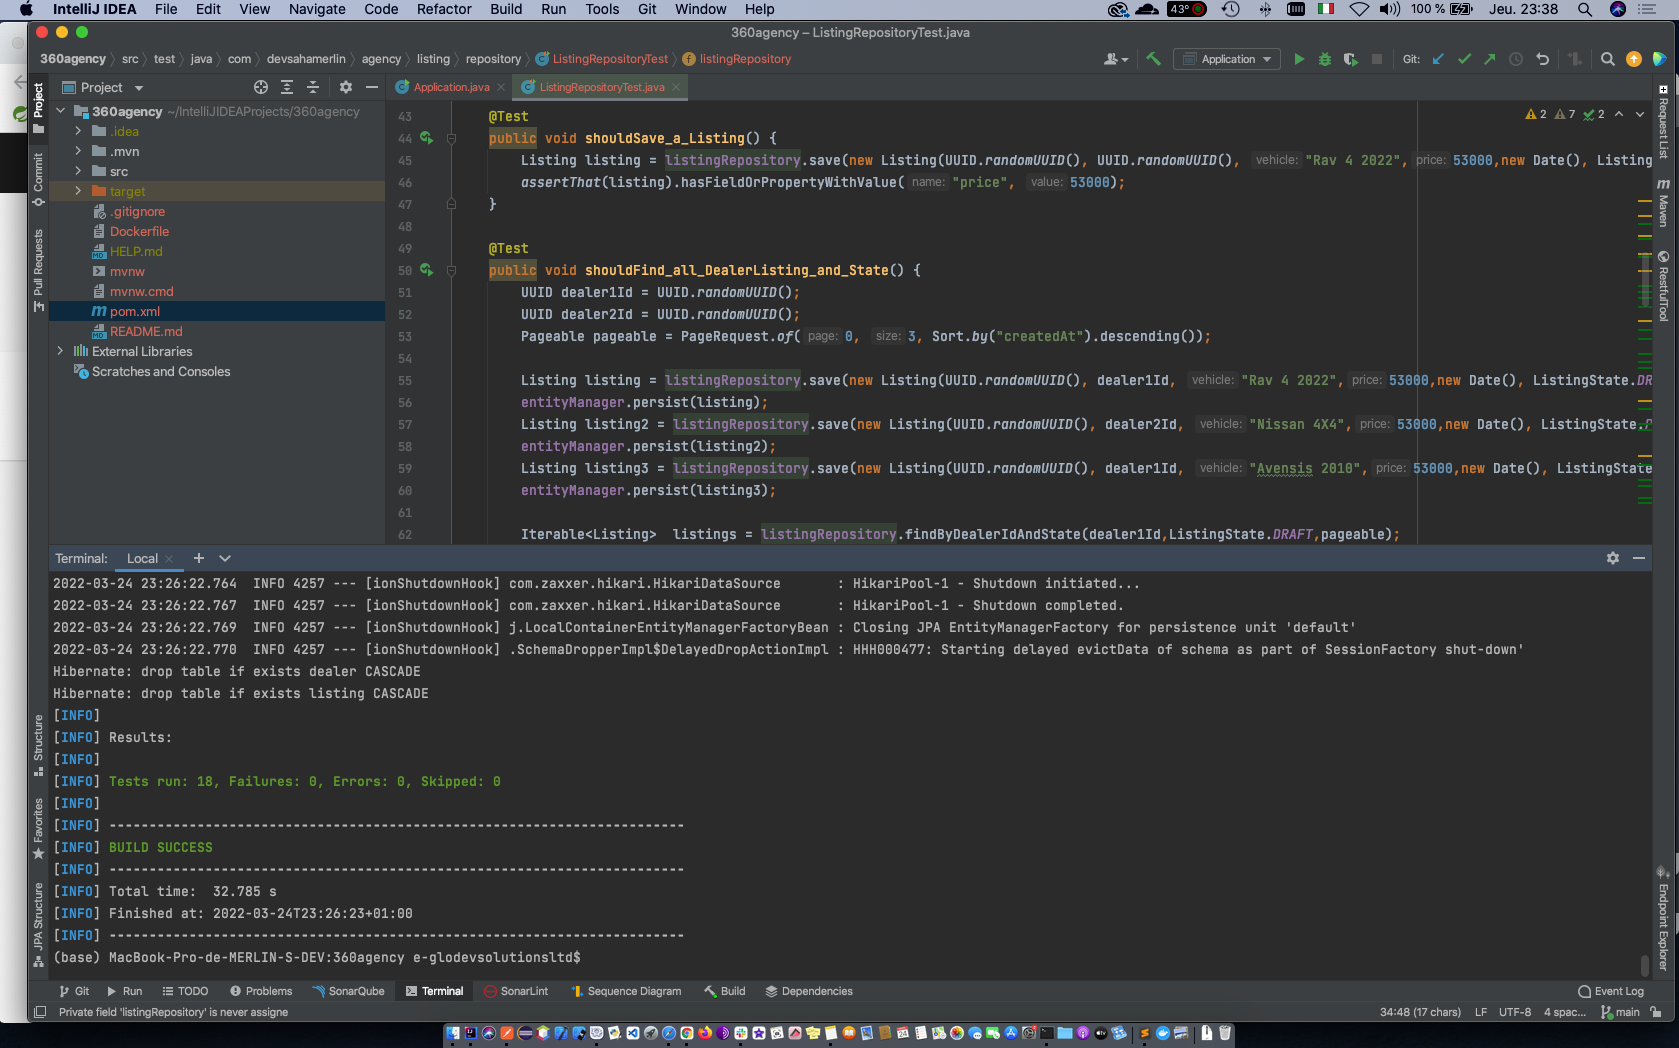 IntelliJ IDEA File Edit View Navigate Code Refactor Build Run Tools Git Window Help 43° 100 % Jeu. 23:38
360agency – ListingRepositoryTest.java
360agency src test java com devsahamerlin agency listing repository ListingRepositoryTest listingRepository Application Git:
Project
Application.java ListingRepositoryTest.java
360agency ~/IntelliJIDEAProjects/360agency
.idea
.mvn
src
target
.gitignore
Dockerfile
HELP.md
mvnw
mvnw.cmd
pom.xml
README.md
External Libraries
Scratches and Consoles
Project
Commit
Pull Requests
Structure
Favorites
JPA Structure
2 7 2
43 @Test
44 public void shouldSave_a_Listing() {
45 Listing listing = listingRepository.save(new Listing(UUID.randomUUID(), UUID.randomUUID(), vehicle: "Rav 4 2022", price: 53000,new Date(), Listing
46 assertThat(listing).hasFieldOrPropertyWithValue( name: "price", value: 53000);
47 }
48
49 @Test
50 public void shouldFind_all_DealerListing_and_State() {
51 UUID dealer1Id = UUID.randomUUID();
52 UUID dealer2Id = UUID.randomUUID();
53 Pageable pageable = PageRequest.of( page: 0, size: 3, Sort.by("createdAt").descending());
54
55 Listing listing = listingRepository.save(new Listing(UUID.randomUUID(), dealer1Id, vehicle: "Rav 4 2022", price: 53000,new Date(), ListingState.DR
56 entityManager.persist(listing);
57 Listing listing2 = listingRepository.save(new Listing(UUID.randomUUID(), dealer2Id, vehicle: "Nissan 4X4", price: 53000,new Date(), ListingState.
58 entityManager.persist(listing2);
59 Listing listing3 = listingRepository.save(new Listing(UUID.randomUUID(), dealer1Id, vehicle: "Avensis 2010", price: 53000,new Date(), ListingState
60 entityManager.persist(listing3);
61
62 Iterable<Listing> listings = listingRepository.findByDealerIdAndState(dealer1Id,ListingState.DRAFT,pageable);
Request List
Maven
RestfulTool
Endpoint Explorer
Terminal: Local
2022-03-24 23:26:22.764 INFO 4257 --- [ionShutdownHook] com.zaxxer.hikari.HikariDataSource : HikariPool-1 - Shutdown initiated...
2022-03-24 23:26:22.767 INFO 4257 --- [ionShutdownHook] com.zaxxer.hikari.HikariDataSource : HikariPool-1 - Shutdown completed.
2022-03-24 23:26:22.769 INFO 4257 --- [ionShutdownHook] j.LocalContainerEntityManagerFactoryBean : Closing JPA EntityManagerFactory for persistence unit 'default'
2022-03-24 23:26:22.770 INFO 4257 --- [ionShutdownHook] .SchemaDropperImpl$DelayedDropActionImpl : HHH000477: Starting delayed evictData of schema as part of SessionFactory shut-down'
Hibernate: drop table if exists dealer CASCADE
Hibernate: drop table if exists listing CASCADE
[INFO]
[INFO] Results:
[INFO]
[INFO] Tests run: 18, Failures: 0, Errors: 0, Skipped: 0
[INFO]
[INFO] ------------------------------------------------------------------------
[INFO] BUILD SUCCESS
[INFO] ------------------------------------------------------------------------
[INFO] Total time:  32.785 s
[INFO] Finished at: 2022-03-24T23:26:23+01:00
[INFO] ------------------------------------------------------------------------
(base) MacBook-Pro-de-MERLIN-S-DEV:360agency e-glodevsolutionsltd$
Git Run TODO Problems SonarQube Terminal SonarLint Sequence Diagram Build Dependencies Event Log
Private field 'listingRepository' is never assigne 34:48 (17 chars) LF UTF-8 4 spac... main